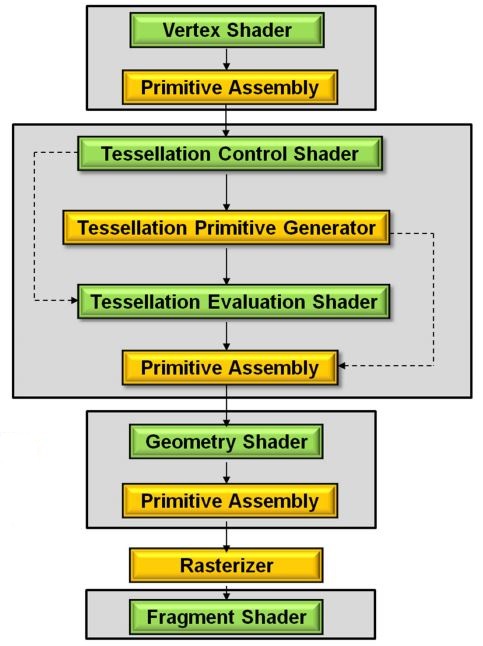 Vertex Shader
Primitive Assembly
Tessellation Control Shader
Tessellation Primitive Generator
Tessellation Evaluation Shader
Primitive Assembly
Geometry Shader
Primitive Assembly
Rasterizer
Fragment Shader